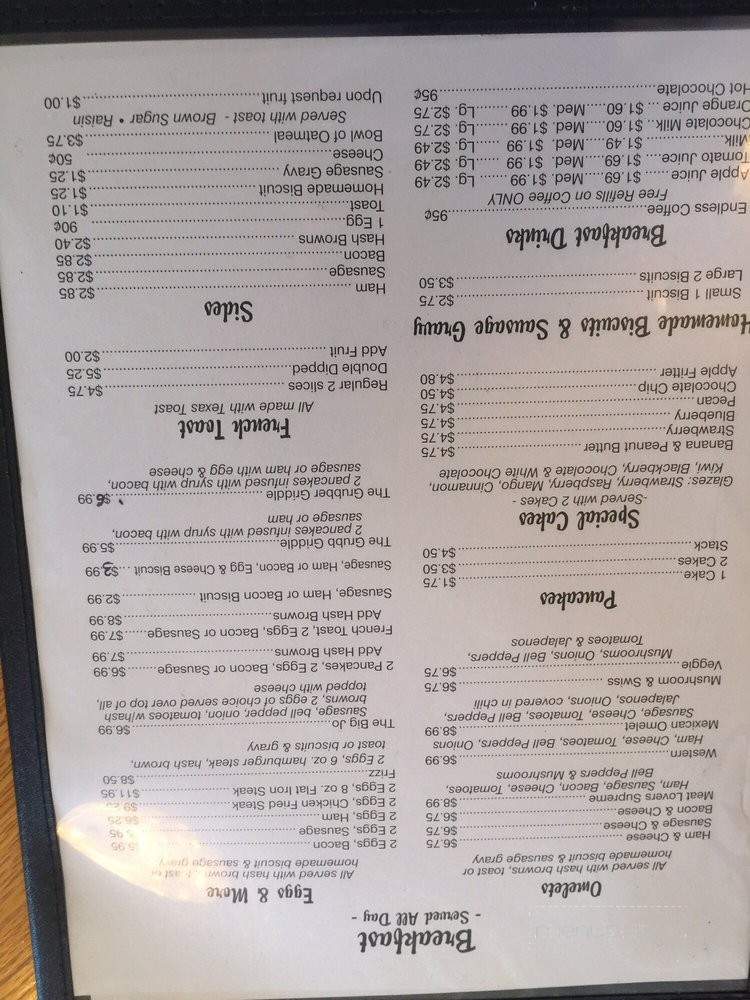 Breakfast
- Served All Day -
Omelets
All served with hash browns, toast or
homemade biscuit & sausage gravy
Ham & Cheese ..................$6.75
Sausage & Cheese ..................$6.75
Bacon & Cheese ..................$6.75
Meat Lovers Supreme ..................$8.99
Ham, Sausage, Bacon, Cheese, Tomatoes,
Bell Peppers & Mushrooms
Western ..................$6.99
Ham, Cheese, Tomatoes, Bell Peppers, Onions
Mexican Omelet ..................$8.99
Sausage, Cheese, Tomatoes, Bell Peppers,
Jalapenos, Onions, covered in chili
Mushroom & Swiss ..................$6.75
Veggie ..................$6.75
Mushrooms, Onions, Bell Peppers,
Tomatoes & Jalapenos
Pancakes
1 Cake ..................$1.75
2 Cakes ..................$3.50
Stack ..................$4.50
Special Cakes
-Served with 2 Cakes -
Glazes: Strawberry, Raspberry, Mango, Cinnamon,
Kiwi, Blackberry, Chocolate & White Chocolate
Banana & Peanut Butter ..................$4.75
Strawberry ..................$4.75
Blueberry ..................$4.75
Pecan ..................$4.75
Chocolate Chip ..................$4.50
Apple Fritter ..................$4.80
Homemade Biscuits & Sausage Gravy
Small 1 Biscuit ..................$2.75
Large 2 Biscuits ..................$3.50
Breakfast Drinks
Endless Coffee ..................95¢
Free Refills on Coffee ONLY
Apple Juice ..... $1.69.....Med. $1.99 ......Lg. $2.49
Tomato Juice.... $1.69.....Med. $1.99 ......Lg. $2.49
Milk .................. $1.49.....Med. $1.99 ......Lg. $2.49
Chocolate Milk.. $1.60.....Med. $1.99 ......Lg. $2.75
Orange Juice ... $1.60.....Med. $1.99 ......Lg. $2.75
Hot Chocolate ..................95¢
Eggs & More
All served with hash brown toast or
homemade biscuit & sausage gravy
2 Eggs, Bacon ..................5.95
2 Eggs, Sausage ..................5.95
2 Eggs, Ham ..................$6.25
2 Eggs, Chicken Fried Steak ..................$9.29
2 Eggs, 8 oz. Flat Iron Steak ..................$11.95
Frizz ..................$8.50
2 Eggs, 6 oz. hamburger steak, hash brown,
toast or biscuits & gravy
The Big Jo ..................$6.99
Sausage, bell pepper, onion, tomatoes w/hash
browns, 2 eggs of choice served over top of all,
topped with cheese
2 Pancakes, 2 Eggs, Bacon or Sausage.......$6.99
Add Hash Browns ..................$7.99
French Toast, 2 Eggs, Bacon or Sausage......$7.99
Add Hash Browns ..................$8.99
Sausage, Ham or Bacon Biscuit ..................$2.99
Sausage, Ham or Bacon, Egg & Cheese Biscuit ...$3.99
The Grubb Griddle ..................$5.99
2 pancakes infused with syrup with bacon,
sausage or ham
The Grubber Griddle ..................$6.99
2 pancakes infused with syrup with bacon,
sausage or ham with egg & cheese
French Toast
All made with Texas Toast
Regular 2 slices ..................$4.75
Double Dipped ..................$5.25
Add Fruit ..................$2.00
Sides
Ham ..................$2.85
Sausage ..................$2.85
Bacon ..................$2.85
Hash Browns ..................$2.40
1 Egg ..................90¢
Toast ..................$1.10
Homemade Biscuit ..................$1.25
Sausage Gravy ..................$1.25
Cheese ..................50¢
Bowl of Oatmeal ..................$3.75
Served with toast - Brown Sugar • Raisin
Upon request fruit ..................$1.00